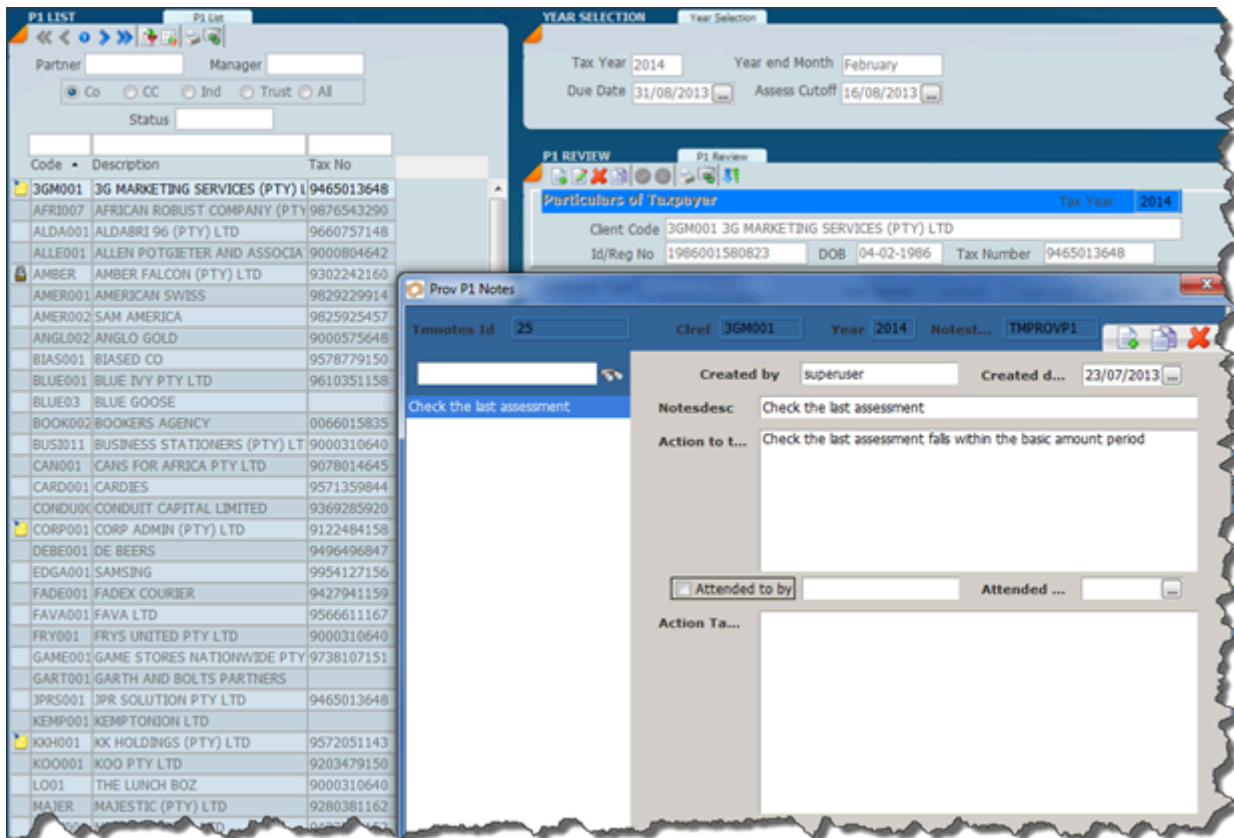 P1 LIST P1 List
Partner Manager
Co CC Ind Trust All
Status
Code Description Tax No
3GM001 3G MARKETING SERVICES (PTY) L 9465013648
AFRI007 AFRICAN ROBUST COMPANY (PTY 9876543290
ALDA001 ALDABRI 96 (PTY) LTD 9660757148
ALLE001 ALLEN POTGIETER AND ASSOCIA 9000804642
AMBER AMBER FALCON (PTY) LTD 9302242160
AMER001 AMERICAN SWISS 9829229914
AMER002 SAM AMERICA 9825925457
ANGL002 ANGLO GOLD 9000575648
BIAS001 BIASED CO 9578779150
BLUE001 BLUE IVY PTY LTD 9610351158
BLUE03 BLUE GOOSE
BOOK002 BOOKERS AGENCY 0066015835
BUSI011 BUSINESS STATIONERS (PTY) LT 9000310640
CAN001 CANS FOR AFRICA PTY LTD 9078014645
CARD001 CARDIES 9571359844
CONDU0 CONDUIT CAPITAL LIMITED 9369285920
CORP001 CORP ADMIN (PTY) LTD 9122484158
DEBE001 DE BEERS 9496496847
EDGA001 SAMSING 9954127156
FADE001 FADEX COURIER 9427941159
FAVA001 FAVA LTD 9566611167
FRY001 FRYS UNITED PTY LTD 9000310640
GAME001 GAME STORES NATIONWIDE PTY 9738107151
GART001 GARTH AND BOLTS PARTNERS
JPRS001 JPR SOLUTION PTY LTD 9465013648
KEMP001 KEMPTONION LTD
KKH001 KK HOLDINGS (PTY) LTD 9572051143
KOO001 KOO PTY LTD 9203479150
LO01 THE LUNCH BOZ 9000310640
MAJER MAJESTIC (PTY) LTD 9280381162
YEAR SELECTION Year Selection
Tax Year 2014 Year end Month February
Due Date 31/08/2013 ... Assess Cutoff 16/08/2013 ...
P1 REVIEW P1 Review
Particulars of Taxpayer Tax Year 2014
Client Code 3GM001 3G MARKETING SERVICES (PTY) LTD
Id/Reg No 1986001580823 DOB 04-02-1986 Tax Number 9465013648
Prov P1 Notes
Tmnotes Id 25 Clref 3GM001 Year 2014 Notest... TMPROVP1
Created by superuser Created d... 23/07/2013 ...
Check the last assessment
Notesdesc Check the last assessment
Action to t... Check the last assessment falls within the basic amount period
Attended to by Attended ... ...
Action Ta...